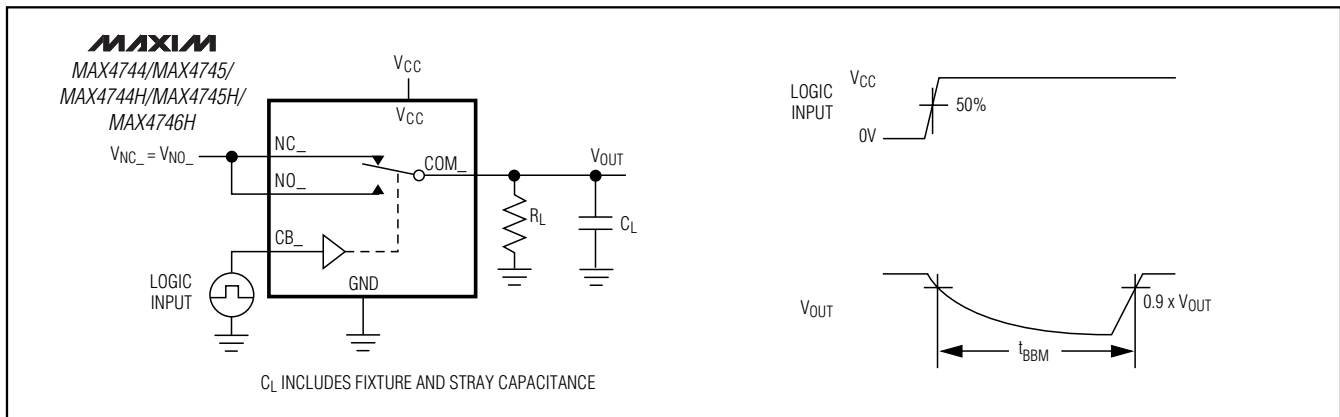 MAXIM
MAX4744/MAX4745/
MAX4744H/MAX4745H/
MAX4746H
VCC
VCC
VNC_ = VNO_
NC_
NO_
COM_
VOUT
RL
CL
CB_
LOGIC
INPUT
GND
CL INCLUDES FIXTURE AND STRAY CAPACITANCE
LOGIC
INPUT
VCC
50%
0V
VOUT
0.9 x VOUT
tBBM